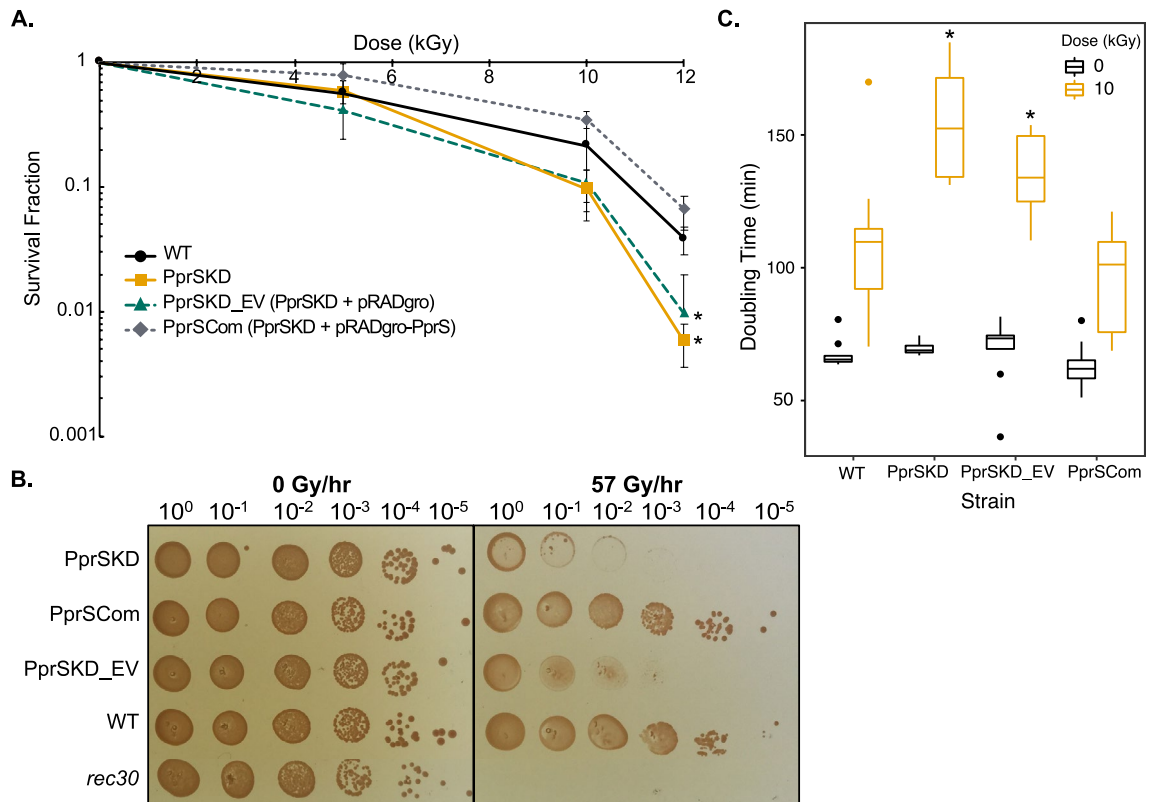 A.
Dose (kGy)
1 2 4 6 8 10 12
0.1
0.01
0.001
Survival Fraction
WT
PprSKD
PprSKD_EV (PprSKD + pRADgro)
PprSCom (PprSKD + pRADgro-PprS)
*
*
C.
Dose (kGy)
0
10
*
*
150
100
50
Doubling Time (min)
WT PprSKD PprSKD_EV PprSCom
Strain
B.
0 Gy/hr 57 Gy/hr
10⁰ 10⁻¹ 10⁻² 10⁻³ 10⁻⁴ 10⁻⁵ 10⁰ 10⁻¹ 10⁻² 10⁻³ 10⁻⁴ 10⁻⁵
PprSKD
PprSCom
PprSKD_EV
WT
rec30